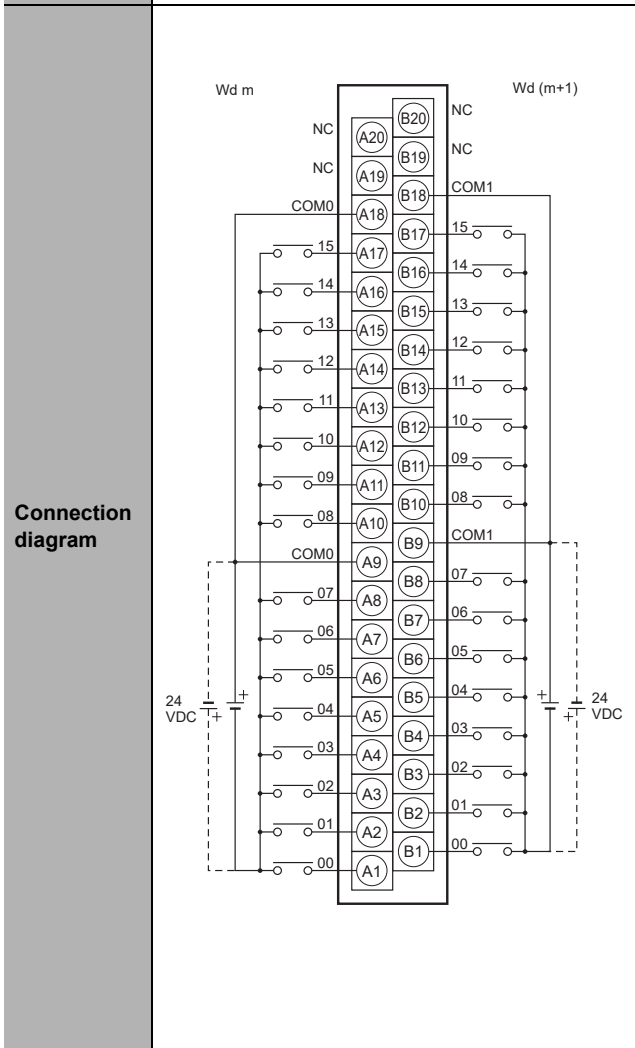 Connection
diagram
Wd m
Wd (m+1)
NC A20 B20 NC
NC A19 B19 NC
COM0 A18 B18 COM1
15 A17 B17 15
14 A16 B16 14
13 A15 B15 13
12 A14 B14 12
11 A13 B13 11
10 A12 B12 10
09 A11 B11 09
08 A10 B10 08
COM0 A9 B9 COM1
07 A8 B8 07
06 A7 B7 06
05 A6 B6 05
04 A5 B5 04
03 A4 B4 03
02 A3 B3 02
01 A2 B2 01
00 A1 B1 00
24
VDC
+
+
24
VDC
+
+